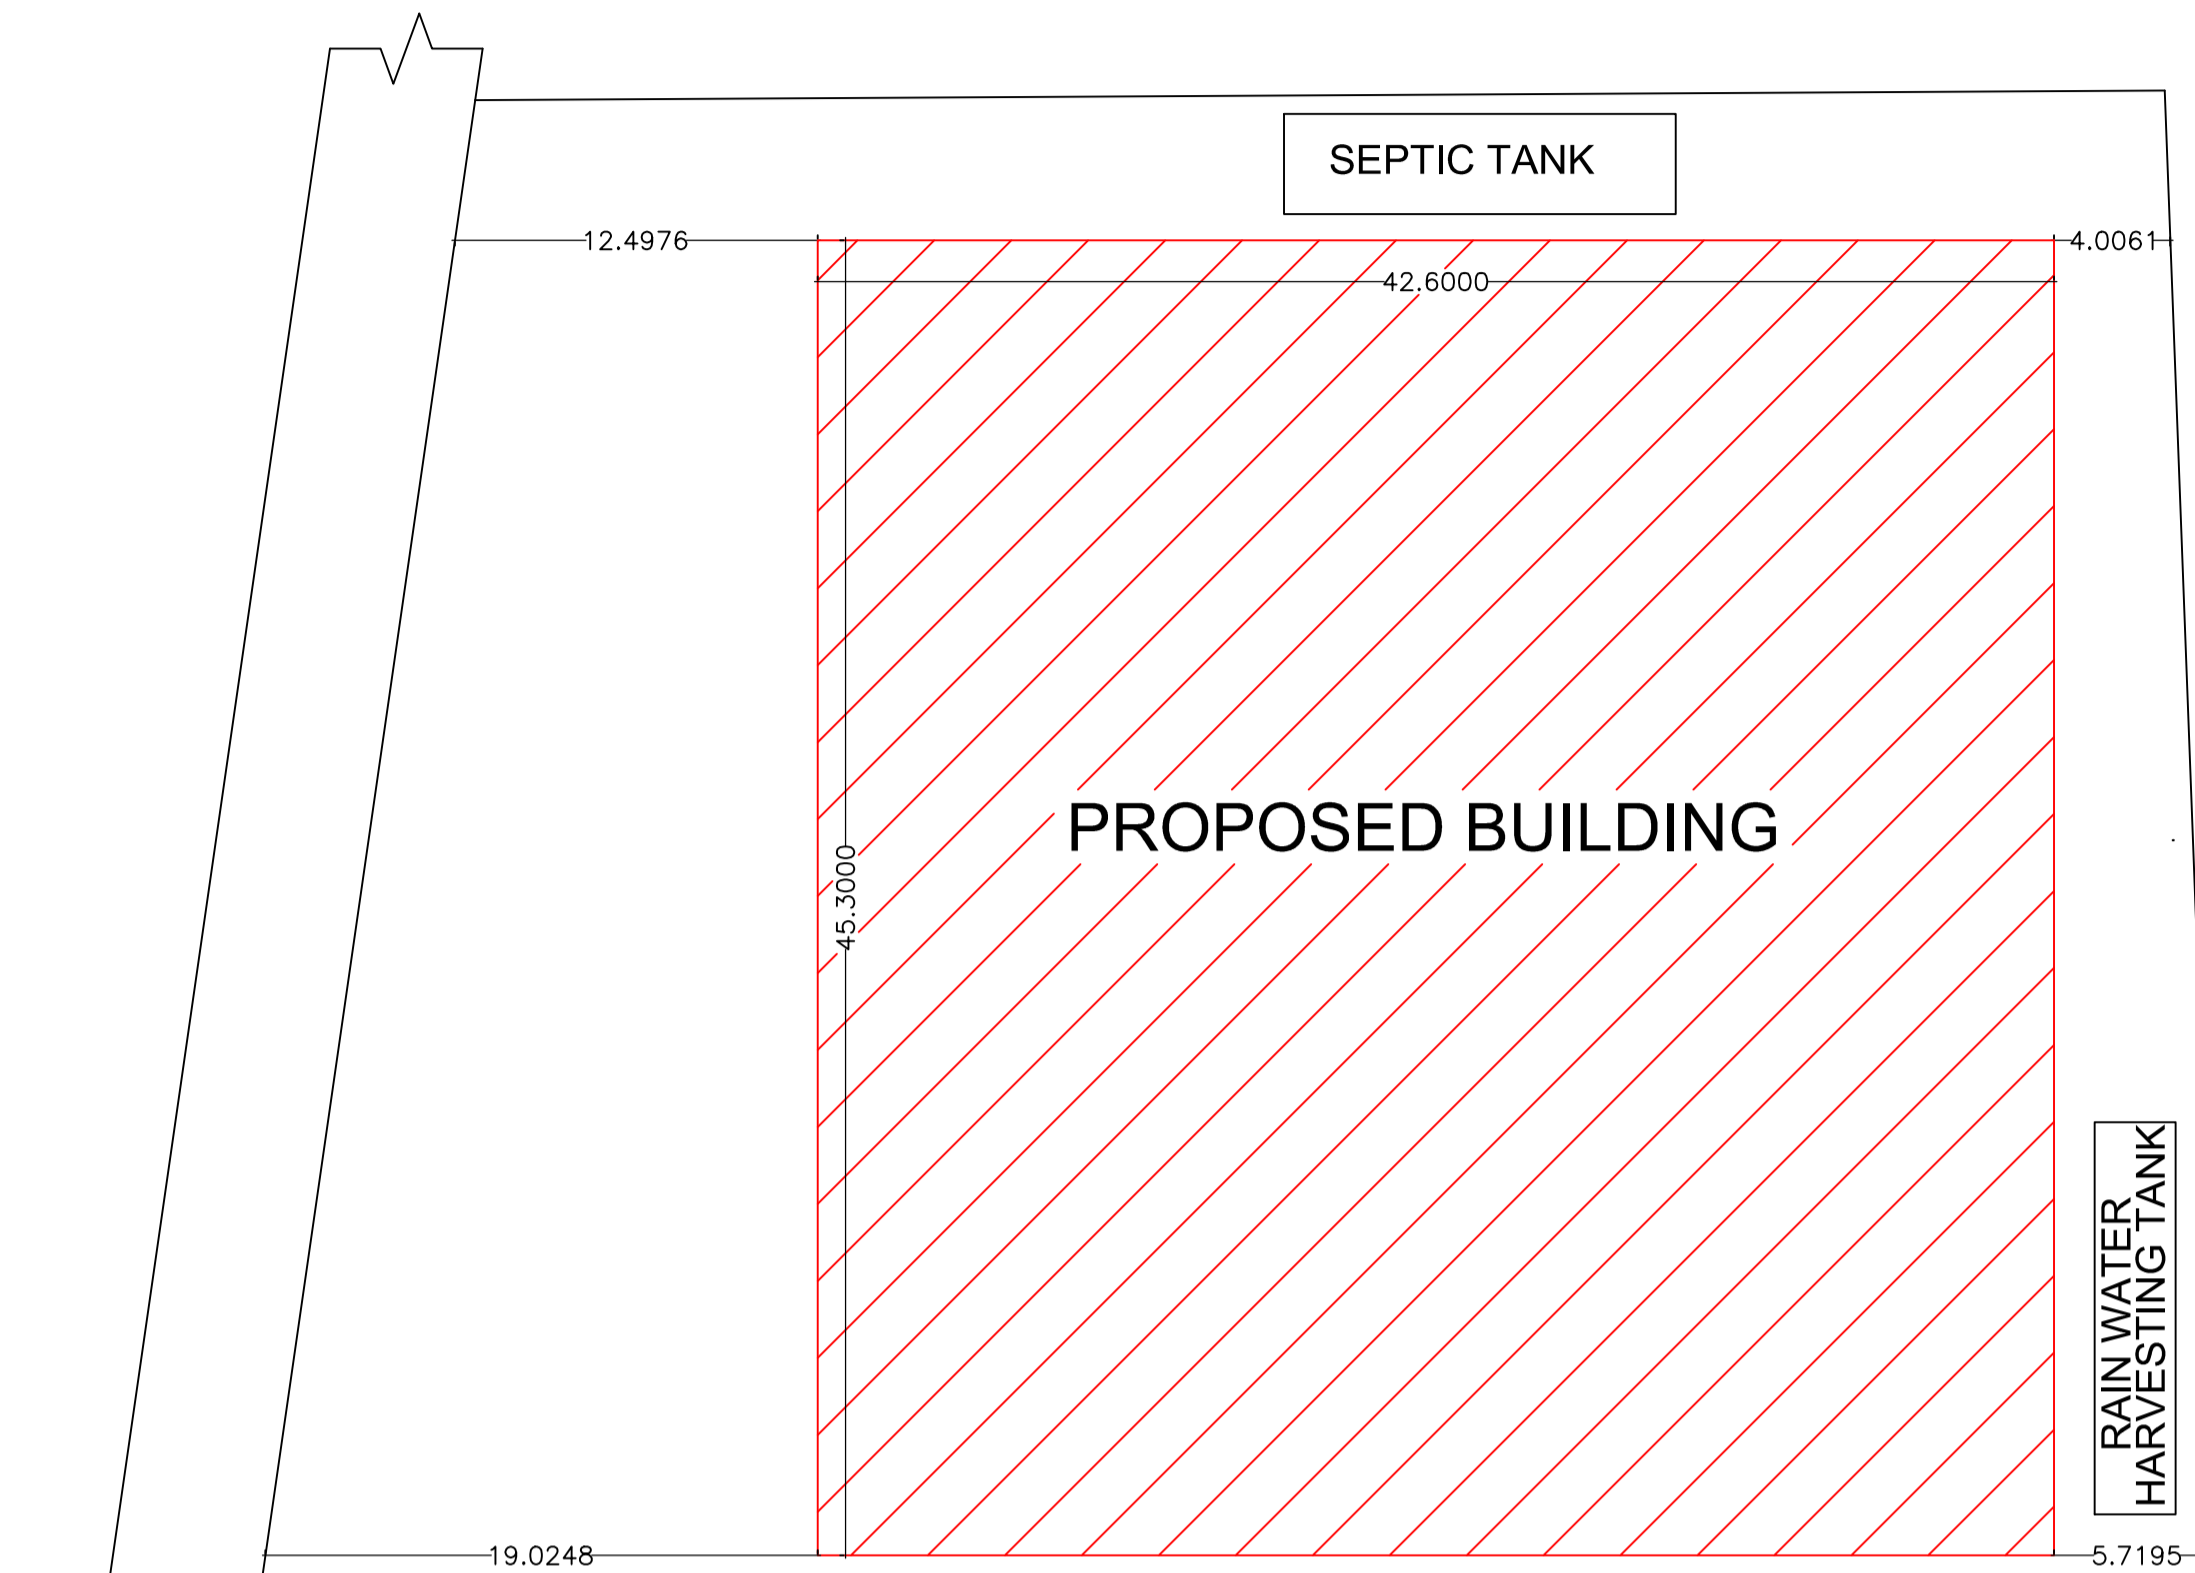 SEPTIC TANK
12.4976
4.0061
42.6000
PROPOSED BUILDING
45.3000
RAIN WATER
HARVESTING TANK
19.0248
5.7195